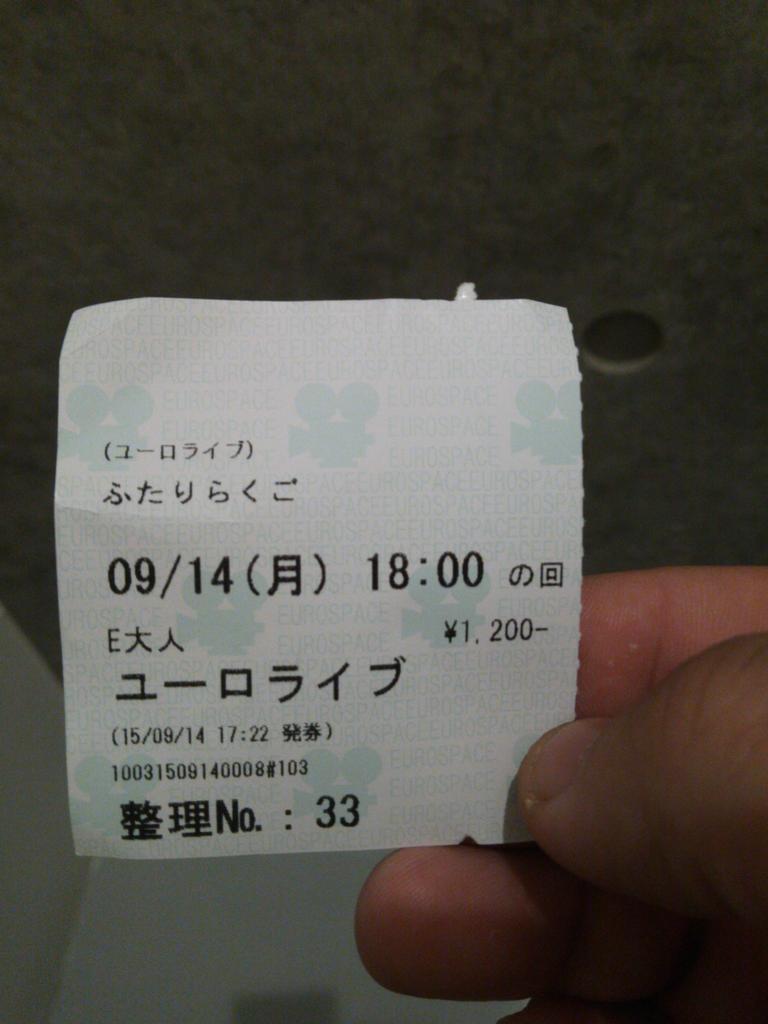 (ユーロライブ)
ふたりらくご
09/14(月) 18:00 の回
E大人 ¥1,200-
ユーロライブ
(15/09/14 17:22 発券)
10031509140008#103
整理No. : 33
EUROSPACE